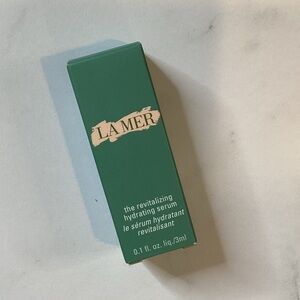 LA MER
the revitalizing
hydrating serum
le sérum hydratant
revitalisant
0.1 fl. oz. liq./3ml